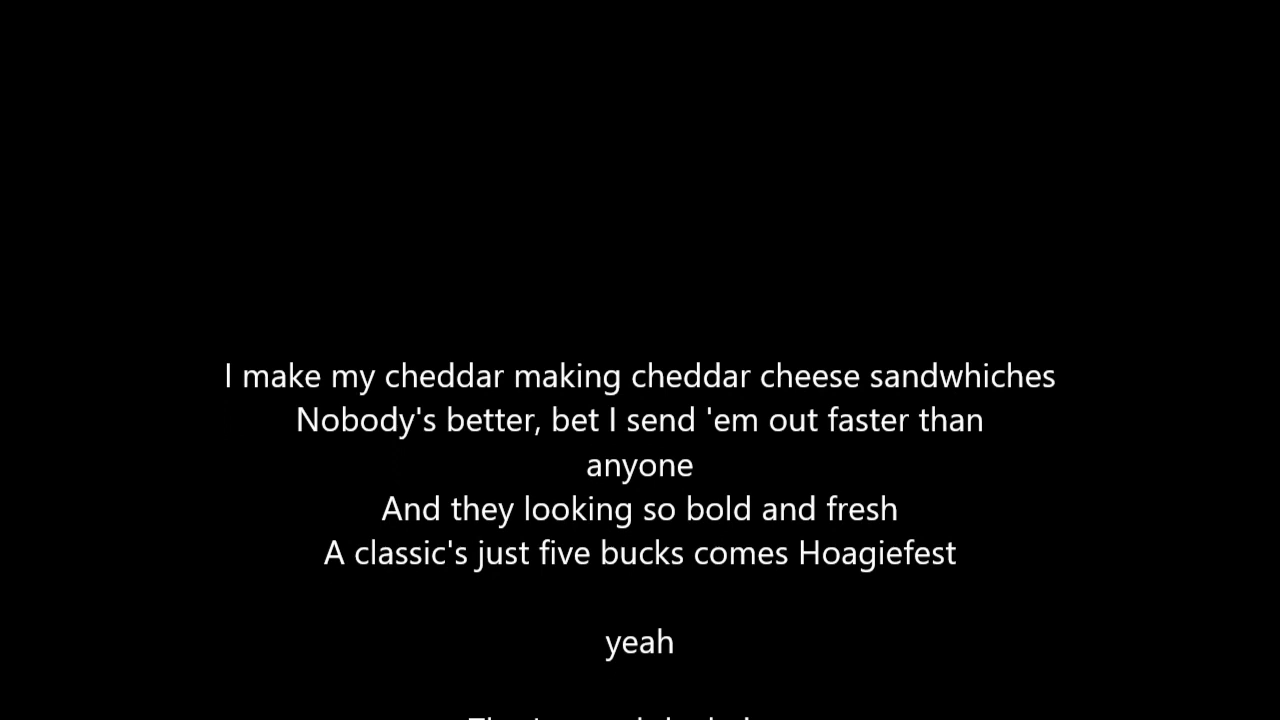 I make my cheddar making cheddar cheese sandwhiches
Nobody's better, bet I send 'em out faster than
anyone
And they looking so bold and fresh
A classic's just five bucks comes Hoagiefest
yeah